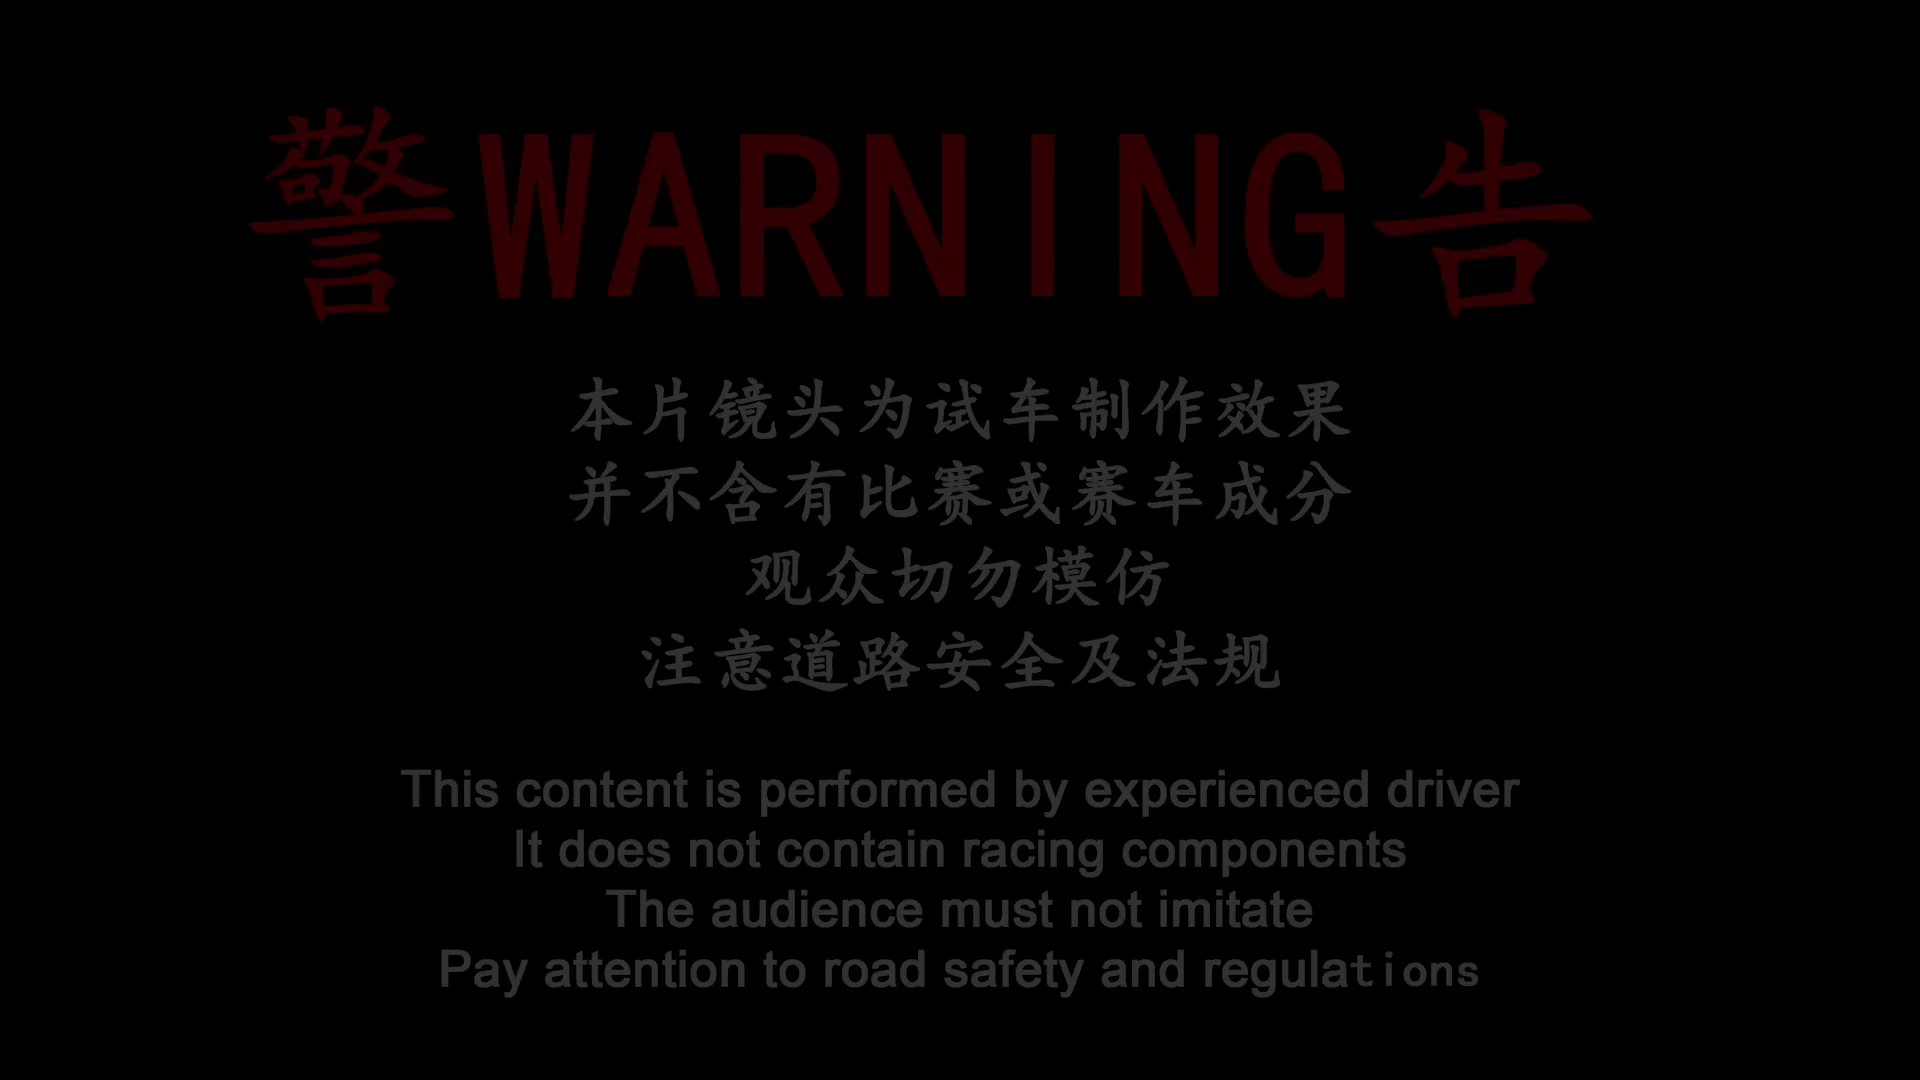 警WARNING告
本片镜头为试车制作效果
并不含有比赛或赛车成分
观众切勿模仿
注意道路安全及法规
This content is performed by experienced driver
It does not contain racing components
The audience must not imitate
Pay attention to road safety and regulations